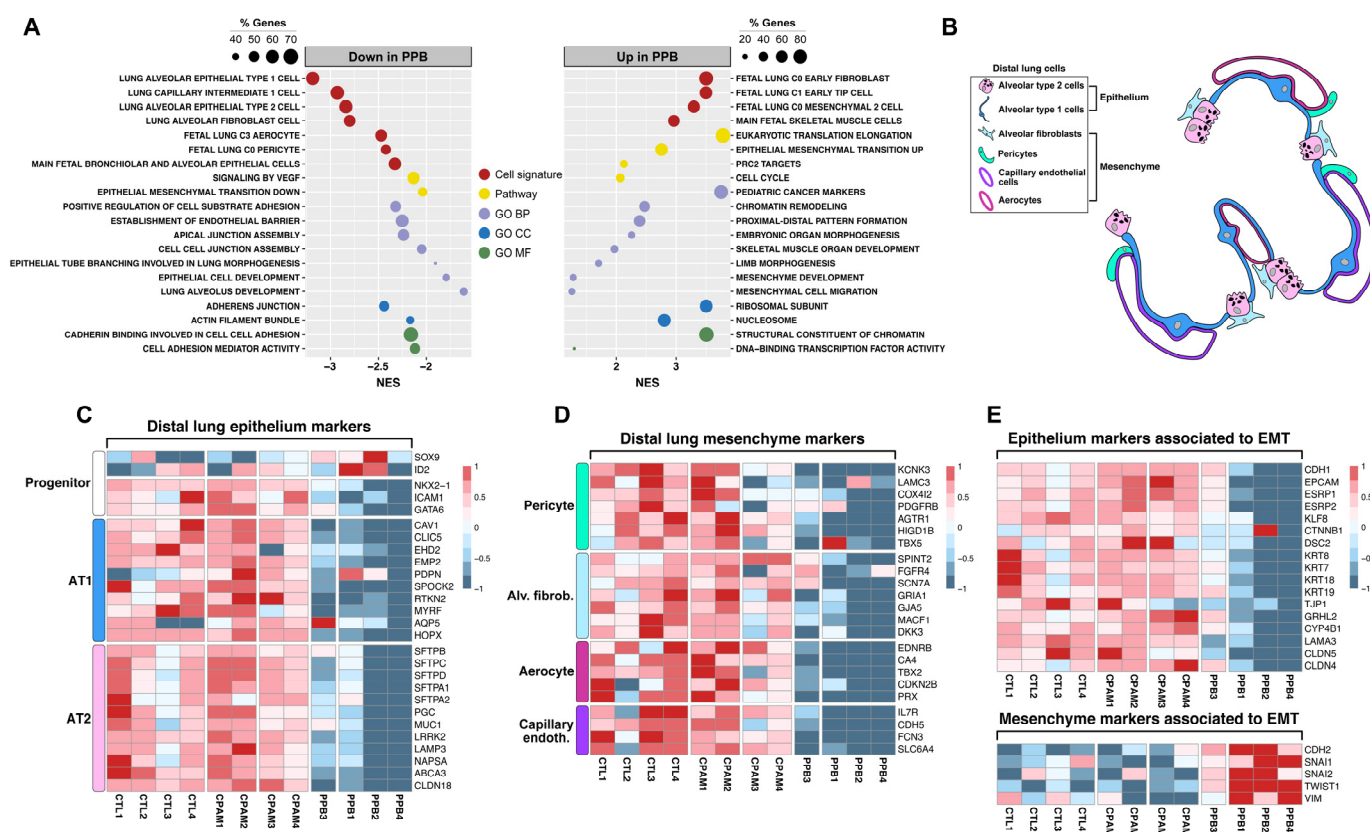 A
% Genes
40 50 60 70
Down in PPB
LUNG ALVEOLAR EPITHELIAL TYPE 1 CELL
LUNG CAPILLARY INTERMEDIATE 1 CELL
LUNG ALVEOLAR EPITHELIAL TYPE 2 CELL
LUNG ALVEOLAR FIBROBLAST CELL
FETAL LUNG C3 AEROCYTE
FETAL LUNG C0 PERICYTE
MAIN FETAL BRONCHIOLAR AND ALVEOLAR EPITHELIAL CELLS
SIGNALING BY VEGF
EPITHELIAL MESENCHYMAL TRANSITION DOWN
POSITIVE REGULATION OF CELL SUBSTRATE ADHESION
ESTABLISHMENT OF ENDOTHELIAL BARRIER
APICAL JUNCTION ASSEMBLY
CELL CELL JUNCTION ASSEMBLY
EPITHELIAL TUBE BRANCHING INVOLVED IN LUNG MORPHOGENESIS
EPITHELIAL CELL DEVELOPMENT
LUNG ALVEOLUS DEVELOPMENT
ADHERENS JUNCTION
ACTIN FILAMENT BUNDLE
CADHERIN BINDING INVOLVED IN CELL CELL ADHESION
CELL ADHESION MEDIATOR ACTIVITY
−3 −2.5 −2
NES
Cell signature
Pathway
GO BP
GO CC
GO MF
% Genes
20 40 60 80
Up in PPB
FETAL LUNG C0 EARLY FIBROBLAST
FETAL LUNG C1 EARLY TIP CELL
FETAL LUNG C0 MESENCHYMAL 2 CELL
MAIN FETAL SKELETAL MUSCLE CELLS
EUKARYOTIC TRANSLATION ELONGATION
EPITHELIAL MESENCHYMAL TRANSITION UP
PRC2 TARGETS
CELL CYCLE
PEDIATRIC CANCER MARKERS
CHROMATIN REMODELING
PROXIMAL-DISTAL PATTERN FORMATION
EMBRYONIC ORGAN MORPHOGENESIS
SKELETAL MUSCLE ORGAN DEVELOPMENT
LIMB MORPHOGENESIS
MESENCHYME DEVELOPMENT
MESENCHYMAL CELL MIGRATION
RIBOSOMAL SUBUNIT
NUCLEOSOME
STRUCTURAL CONSTITUENT OF CHROMATIN
DNA-BINDING TRANSCRIPTION FACTOR ACTIVITY
2 3
NES
B
Distal lung cells
Alveolar type 2 cells
Alveolar type 1 cells
Epithelium
Alveolar fibroblasts
Pericytes
Capillary endothelial
cells
Aerocytes
Mesenchyme
C
Distal lung epithelium markers
Progenitor
AT1
AT2
SOX9
ID2
NKX2−1
ICAM1
GATA6
CAV1
CLIC5
EHD2
EMP2
PDPN
SPOCK2
RTKN2
MYRF
AQP5
HOPX
SFTPB
SFTPC
SFTPD
SFTPA1
SFTPA2
PGC
MUC1
LRRK2
LAMP3
NAPSA
ABCA3
CLDN18
1
0.5
0
−0.5
−1
CTL1 CTL2 CTL3 CTL4 CPAM1 CPAM2 CPAM3 CPAM4 PPB3 PPB1 PPB2 PPB4
D
Distal lung mesenchyme markers
Pericyte
Alv. fibrob.
Aerocyte
Capillary
endoth.
KCNK3
LAMC3
COX4I2
PDGFRB
AGTR1
HIGD1B
TBX5
SPINT2
FGFR4
SCN7A
GRIA1
GJA5
MACF1
DKK3
EDNRB
CA4
TBX2
CDKN2B
PRX
IL7R
CDH5
FCN3
SLC6A4
1
0.5
0
−0.5
−1
CTL1 CTL2 CTL3 CTL4 CPAM1 CPAM2 CPAM3 CPAM4 PPB3 PPB1 PPB2 PPB4
E
Epithelium markers associated to EMT
CDH1
EPCAM
ESRP1
ESRP2
KLF8
CTNNB1
DSC2
KRT8
KRT7
KRT18
KRT19
TJP1
GRHL2
CYP4B1
LAMA3
CLDN5
CLDN4
1
0.5
0
−0.5
−1
CTL1 CTL2 CTL3 CTL4 CPAM1 CPAM2 CPAM3 CPAM4 PPB3 PPB1 PPB2 PPB4
Mesenchyme markers associated to EMT
CDH2
SNAI1
SNAI2
TWIST1
VIM
CTL1 CTL2 CTL3 CTL4 CPAM PPB3 PPB1